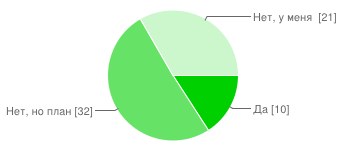 Нет, у меня [21]
Да [10]
Нет, но план [32]